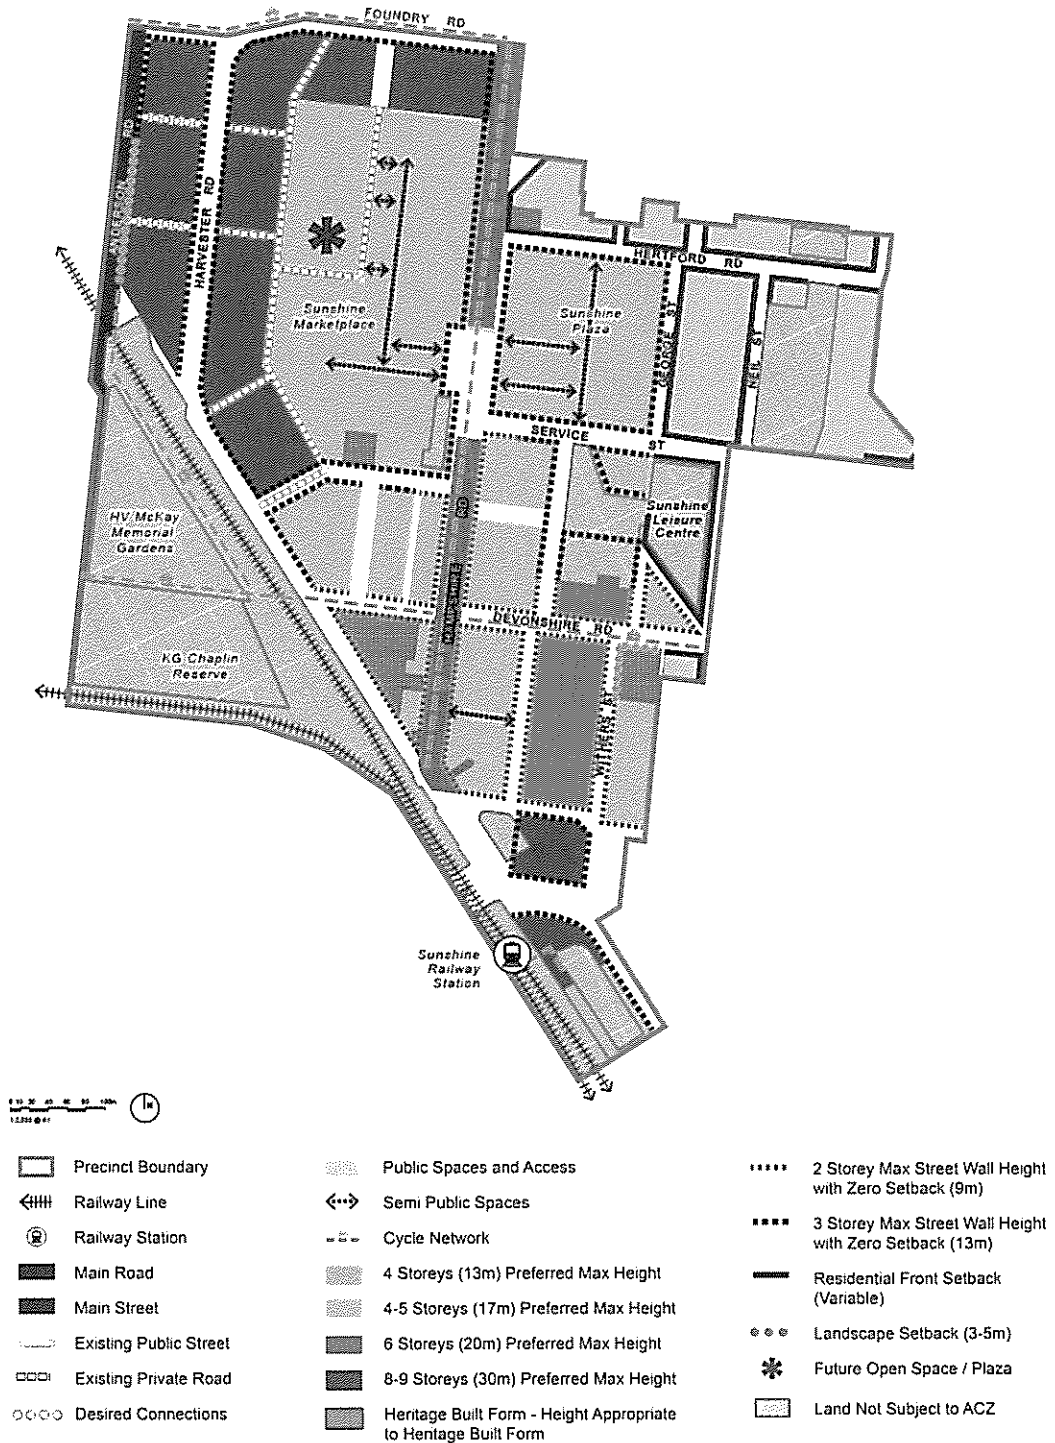 FOUNDRY RD
ANDERSON RD
HARVESTER RD
HERTFORD RD
Sunshine
Marketplace
Sunshine
Plaza
GEORGE ST
NEIL ST
SERVICE ST
HV McKay
Memorial
Gardens
Sunshine
Leisure
Centre
HAMPSHIRE RD
DEVONSHIRE RD
KG Chaplin
Reserve
WITHERS ST
Sunshine
Railway
Station
N
Precinct Boundary
Railway Line
Railway Station
Main Road
Main Street
Existing Public Street
Existing Private Road
Desired Connections
Public Spaces and Access
Semi Public Spaces
Cycle Network
4 Storeys (13m) Preferred Max Height
4-5 Storeys (17m) Preferred Max Height
6 Storeys (20m) Preferred Max Height
8-9 Storeys (30m) Preferred Max Height
Heritage Built Form - Height Appropriate
to Heritage Built Form
2 Storey Max Street Wall Height
with Zero Setback (9m)
3 Storey Max Street Wall Height
with Zero Setback (13m)
Residential Front Setback
(Variable)
Landscape Setback (3-5m)
Future Open Space / Plaza
Land Not Subject to ACZ